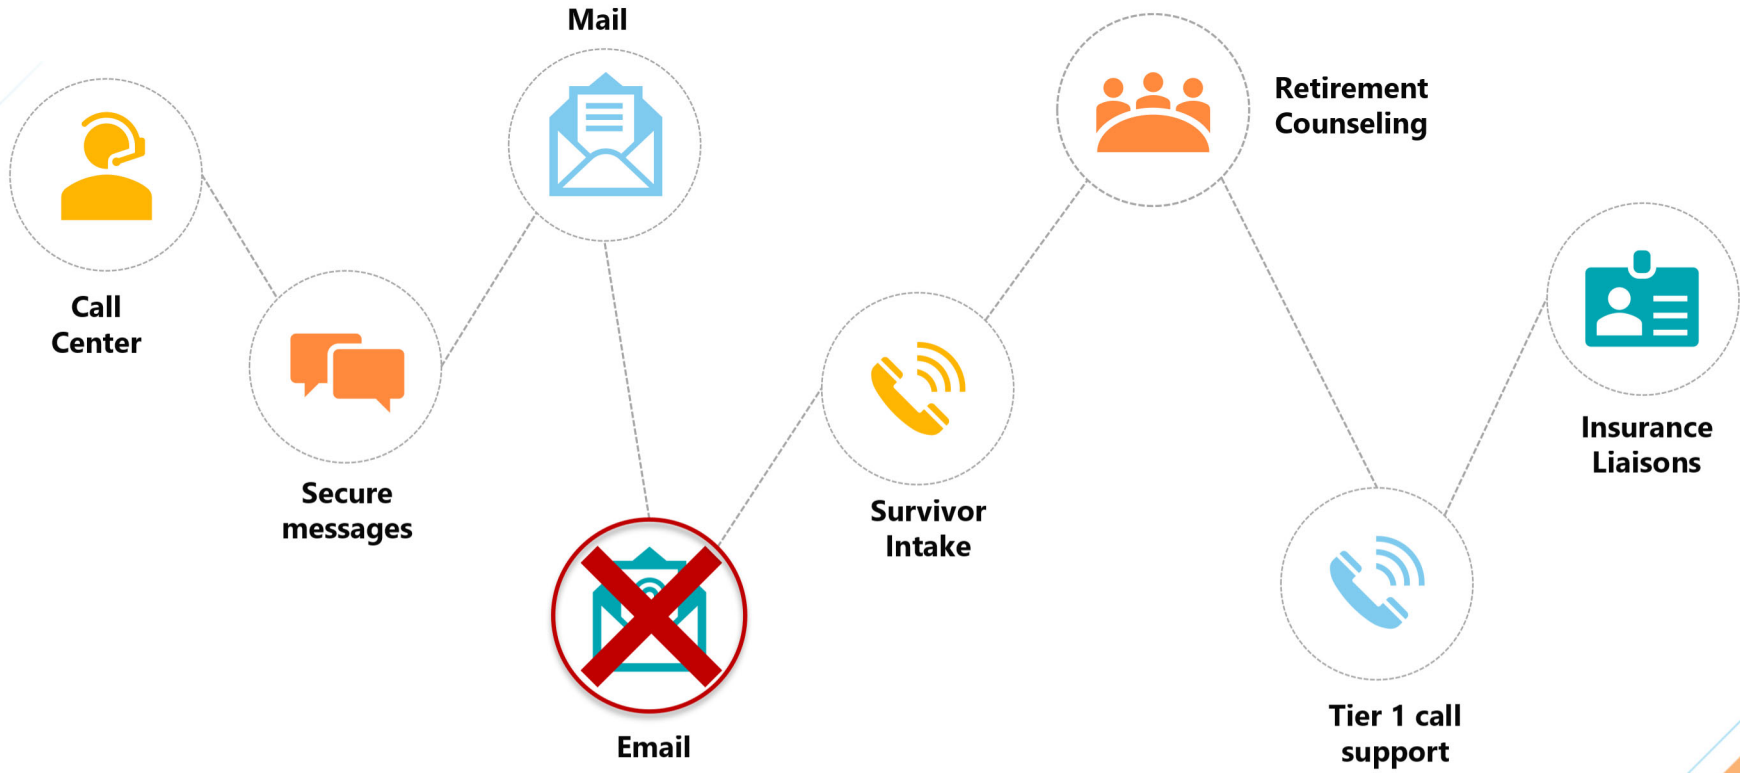 Call
Center
Secure
messages
Mail
Email
Survivor
Intake
Retirement
Counseling
Tier 1 call
support
Insurance
Liaisons